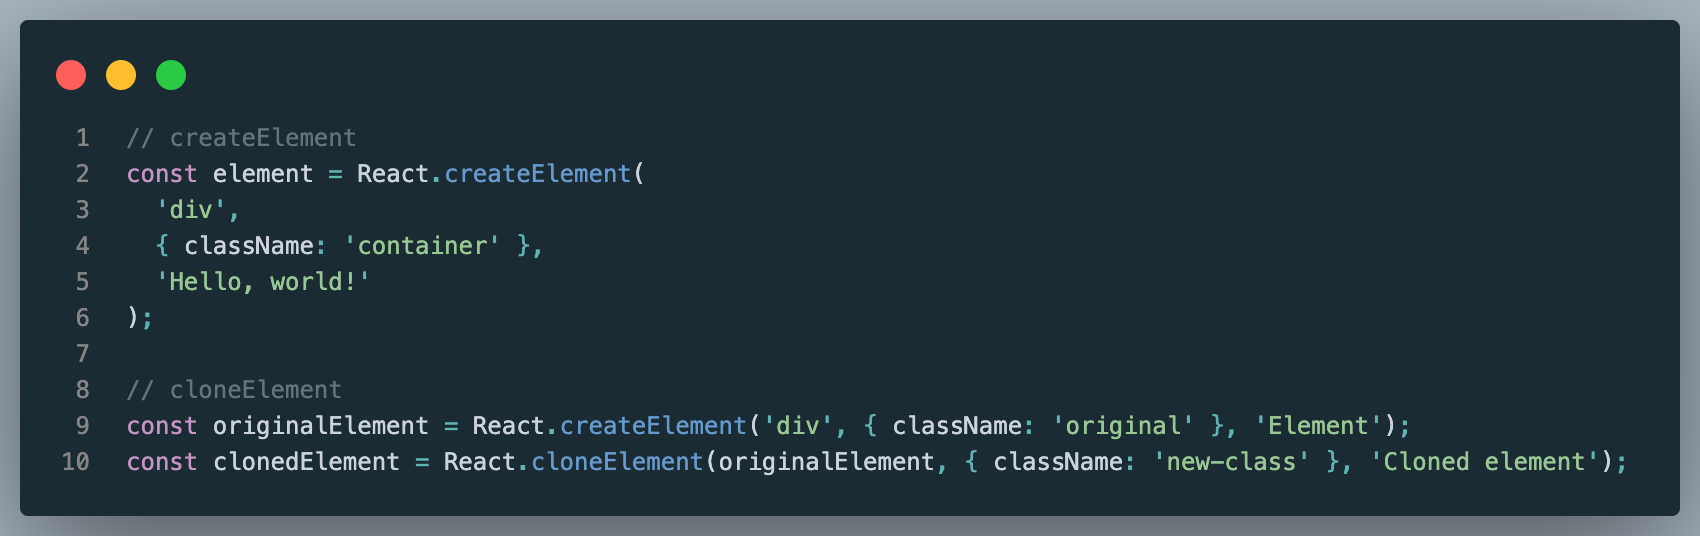 1 // createElement
2 const element = React.createElement(
3   'div',
4   { className: 'container' },
5   'Hello, world!'
6 );
7
8 // cloneElement
9 const originalElement = React.createElement('div', { className: 'original' }, 'Element');
10 const clonedElement = React.cloneElement(originalElement, { className: 'new-class' }, 'Cloned element');